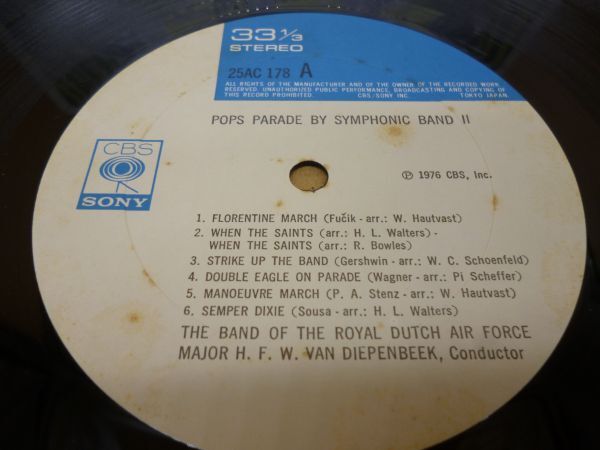 33 1/3
STEREO
25AC 178 A
ALL RIGHTS OF THE MANUFACTURER AND OF THE OWNER OF THE RECORDED WORK
RESERVED. UNAUTHORIZED PUBLIC PERFORMANCE, BROADCASTING AND COPYING OF
THIS RECORD PROHIBITED. CBS/SONY INC. TOKYO JAPAN.
POPS PARADE BY SYMPHONIC BAND II
CBS
SONY
℗ 1976 CBS, Inc.
1. FLORENTINE MARCH (Fučik - arr.: W. Hautvast)
2. WHEN THE SAINTS (arr.: H. L. Walters) -
WHEN THE SAINTS (arr.: R. Bowles)
3. STRIKE UP THE BAND (Gershwin - arr.: W. C. Schoenfeld)
4. DOUBLE EAGLE ON PARADE (Wagner - arr.: Pi Scheffer)
5. MANOEUVRE MARCH (P. A. Stenz - arr.: W. Hautvast)
6. SEMPER DIXIE (Sousa - arr.: H. L. Walters)
THE BAND OF THE ROYAL DUTCH AIR FORCE
MAJOR H. F. W. VAN DIEPENBEEK, Conductor